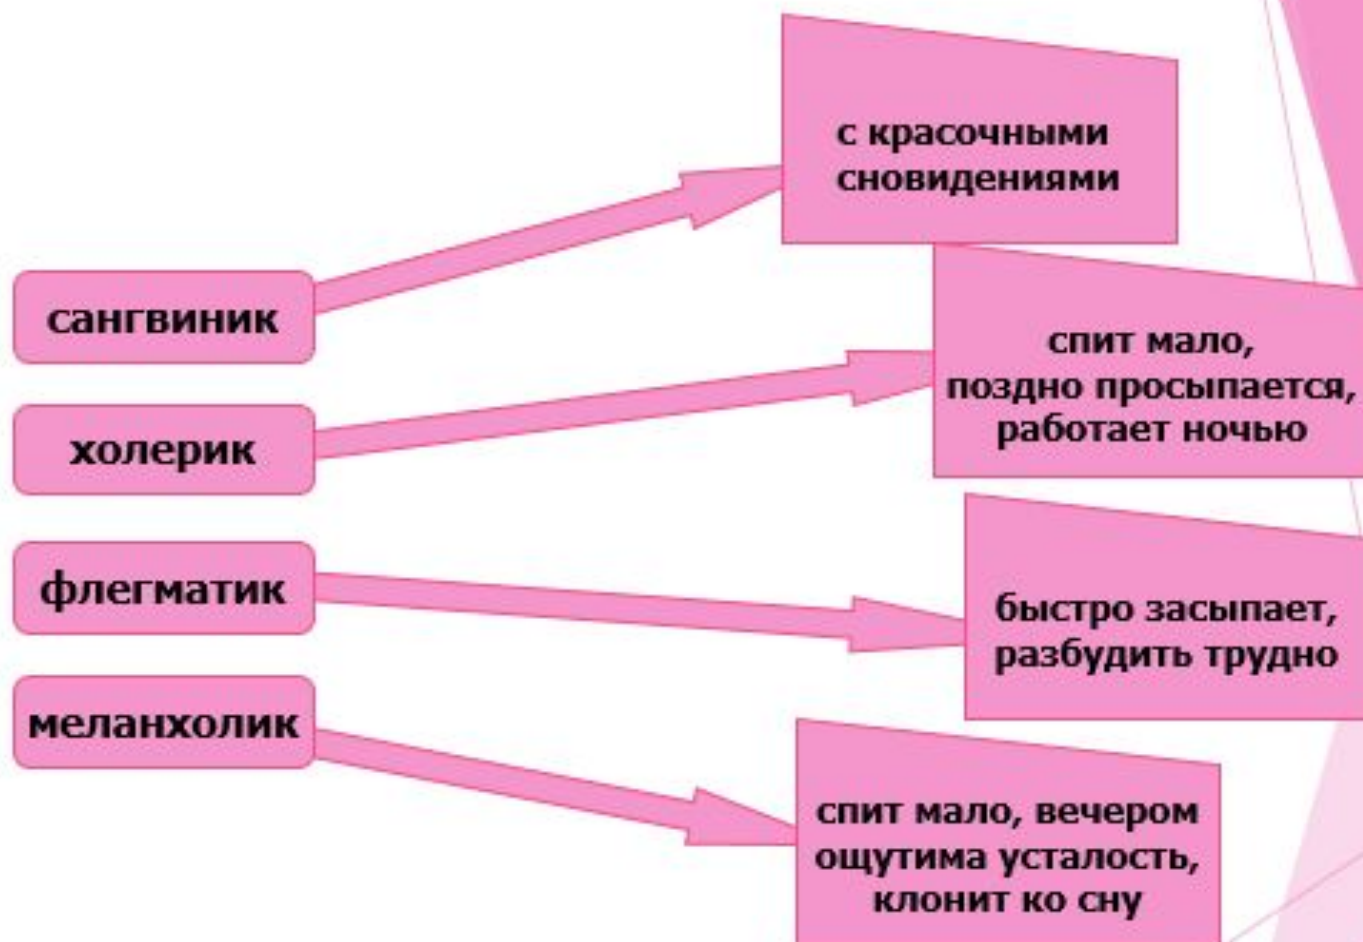 сангвиник
с красочными
сновидениями
холерик
спит мало,
поздно просыпается,
работает ночью
флегматик
быстро засыпает,
разбудить трудно
меланхолик
спит мало, вечером
ощутима усталость,
клонит ко сну